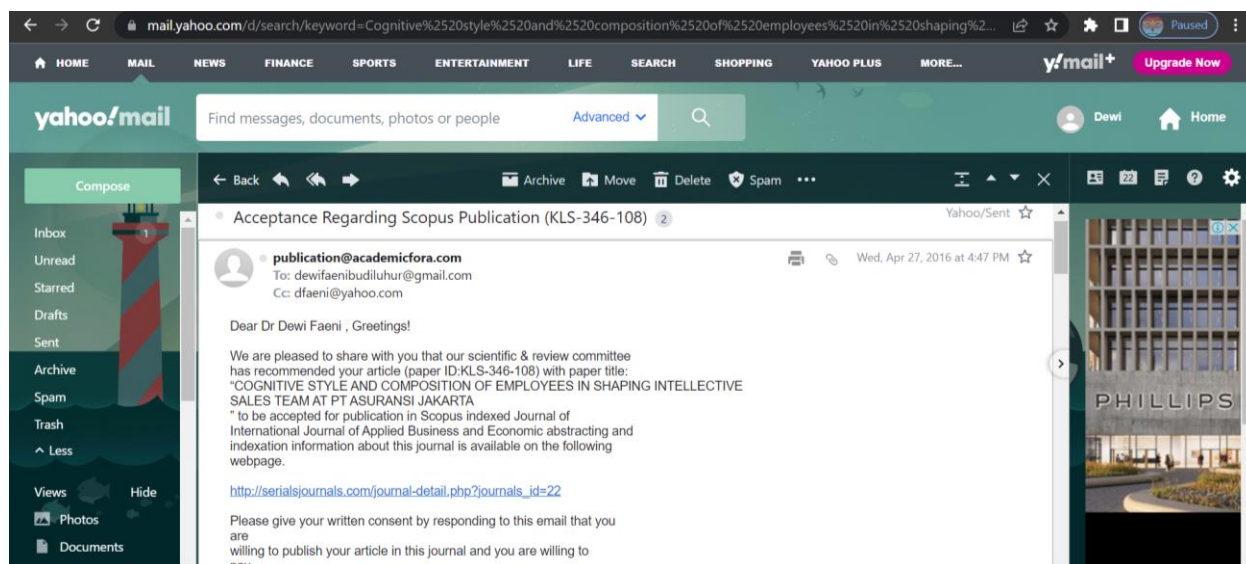 mail.yahoo.com/d/search/keyword=Cognitive%2520style%2520and%2520composition%2520of%2520employees%2520in%2520shaping%2...
Paused
HOME MAIL NEWS FINANCE SPORTS ENTERTAINMENT LIFE SEARCH SHOPPING YAHOO PLUS MORE... y!mail+ Upgrade Now
yahoo!mail Find messages, documents, photos or people Advanced Dewi Home
Compose Back Archive Move Delete Spam ••• 22
Acceptance Regarding Scopus Publication (KLS-346-108) 2 Yahoo/Sent
Inbox 1
Unread
Starred
Drafts
Sent
Archive
Spam
Trash
Less
Views Hide
Photos
Documents
publication@academicfora.com Wed, Apr 27, 2016 at 4:47 PM
To: dewifaenibudiluhur@gmail.com
Cc: dfaeni@yahoo.com
Dear Dr Dewi Faeni , Greetings!
We are pleased to share with you that our scientific & review committee
has recommended your article (paper ID:KLS-346-108) with paper title:
“COGNITIVE STYLE AND COMPOSITION OF EMPLOYEES IN SHAPING INTELLECTIVE
SALES TEAM AT PT ASURANSI JAKARTA
” to be accepted for publication in Scopus indexed Journal of
International Journal of Applied Business and Economic abstracting and
indexation information about this journal is available on the following
webpage.
http://serialsjournals.com/journal-detail.php?journals_id=22
Please give your written consent by responding to this email that you
are
willing to publish your article in this journal and you are willing to
PHILLIPS